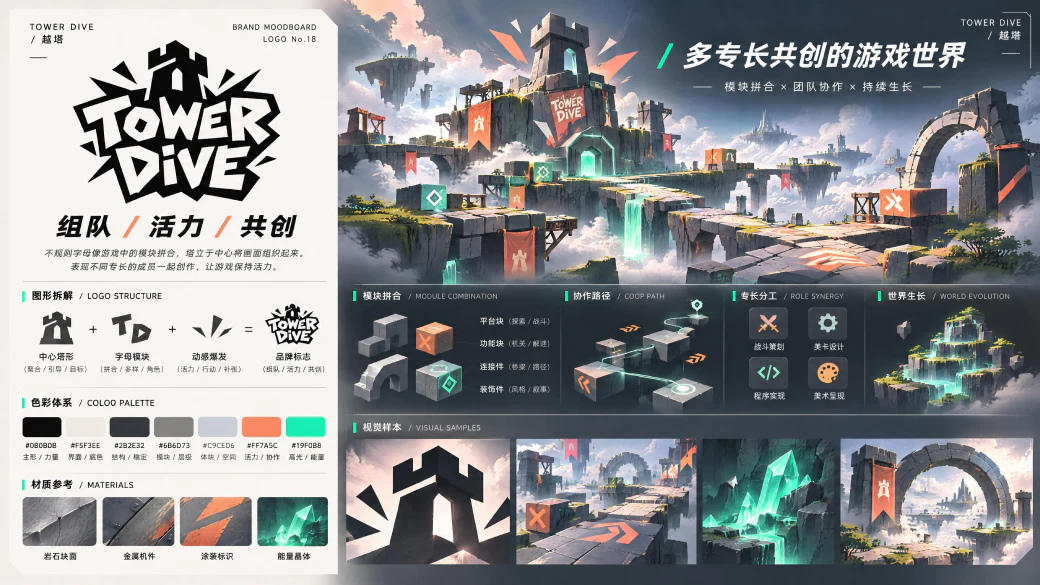 TOWER DIVE
/ 越塔
BRAND MOODBOARD
LOGO No.18
TOWER
DIVE
组队 / 活力 / 共创
不规则字母像游戏中的模块拼合，塔立于中心将画面组织起来。
表现不同专长的成员一起创作、让游戏保持活力。
图形拆解 / LOGO STRUCTURE
+ + =
TOWER
DIVE
中心塔形 字母模块 动感爆发 品牌标志
(聚合 / 引导 / 目标) (拼合 / 多样 / 角色) (活力 / 行动 / 补张) (组队 / 活力 / 共创)
色彩体系 / COLOO PALETTE
#0B0B0B #F5F3EE #2B2E32 #6B6D73 #C9CED6 #FF7A5C #19F0B8
主形 / 力量 界面 / 底色 结构 / 稳定 模块 / 层级 体块 / 空间 活力 / 协作 高光 / 能量
材质参考 / MATERIALS
岩石块面 金属机件 涂装标识 能量晶体
TOWER DIVE
/ 越塔
/ 多专长共创的游戏世界
模块拼合 × 团队协作 × 持续生长
TOWER
DIVE
模块拼合 / MODULE COMBINATION
平台块 (探索 / 战斗)
功能块 (机关 / 解谜)
连接件 (桥梁 / 路径)
装饰件 (风格 / 叙事)
协作路径 / COOP PATH
专长分工 / ROLE SYNERGY
战斗策划 美卡设计
</>
程序实现 美术呈现
世界生长 / WORLD EVOLUTION
视觉样本 / VISUAL SAMPLES